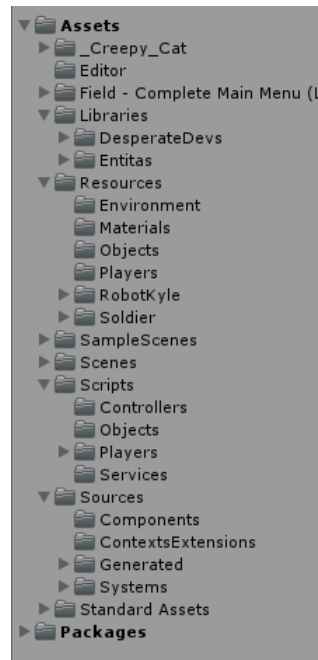 Assets
_Creepy_Cat
Editor
Field - Complete Main Menu (L
Libraries
DesperateDevs
Entitas
Resources
Environment
Materials
Objects
Players
RobotKyle
Soldier
SampleScenes
Scenes
Scripts
Controllers
Objects
Players
Services
Sources
Components
ContextsExtensions
Generated
Systems
Standard Assets
Packages